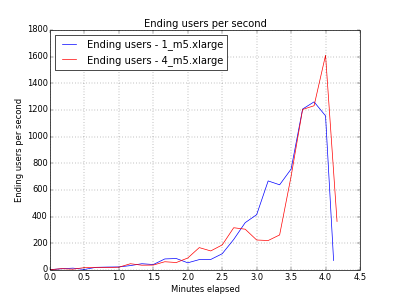 Ending users per second
1800
1600
1400
1200
1000
800
600
400
200
0
Ending users per second
Ending users - 1_m5.xlarge
Ending users - 4_m5.xlarge
0.0 0.5 1.0 1.5 2.0 2.5 3.0 3.5 4.0 4.5
Minutes elapsed